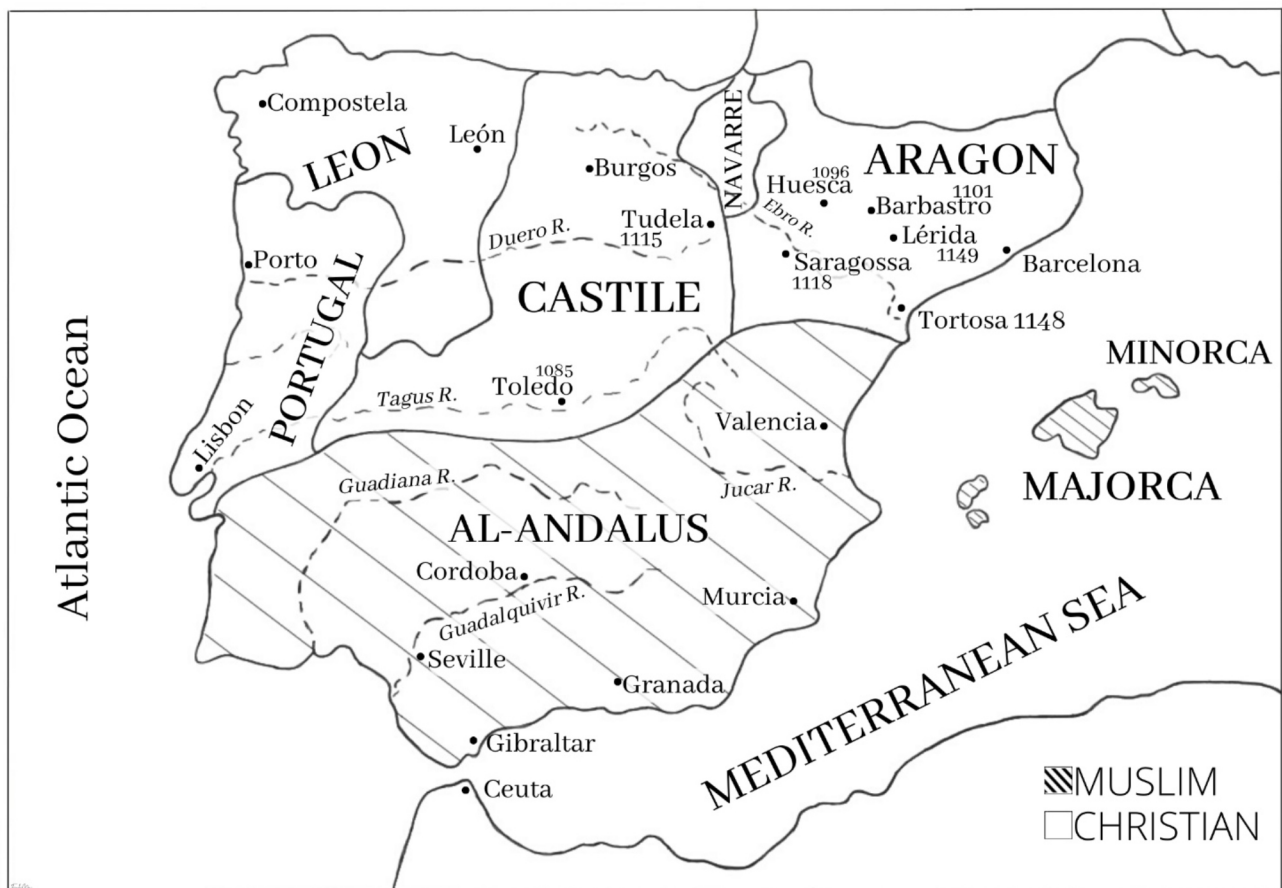 Compostela
León
LEON
Burgos
NAVARRE
ARAGON
1096
Huesca
1101
Barbastro
Ebro R.
Tudela
1115
Duero R.
Lérida
1149
Porto
Saragossa
1118
Barcelona
PORTUGAL
CASTILE
Tortosa 1148
Atlantic Ocean
MINORCA
1085
Toledo
Tagus R.
Lisbon
Valencia
Guadiana R.
Jucar R.
MAJORCA
AL-ANDALUS
Cordoba
Guadalquivir R.
Murcia
Seville
Granada
MEDITERRANEAN SEA
Gibraltar
Ceuta
MUSLIM
CHRISTIAN